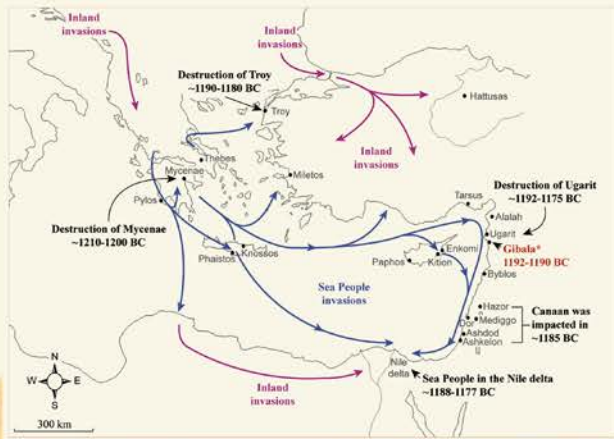 Inland
invasions
Inland
invasions
Destruction of Troy
~1190-1180 BC
Troy
Hattusas
Inland
invasions
Thebes
Mycenae
Miletos
Pylos
Destruction of Mycenae
~1210-1200 BC
Tarsus
Destruction of Ugarit
~1192-1175 BC
Alalah
Ugarit
Gibala*
1192-1190 BC
Knossos
Phaistos
Enkomi
Kition
Paphos
Byblos
Sea People
invasions
Hazor
Mediggo
Dor
Ashdod
Ashkelon
Canaan was
impacted in
~1185 BC
Nile
delta
Sea People in the Nile delta
~1188-1177 BC
Inland
invasions
N
W
E
S
300 km